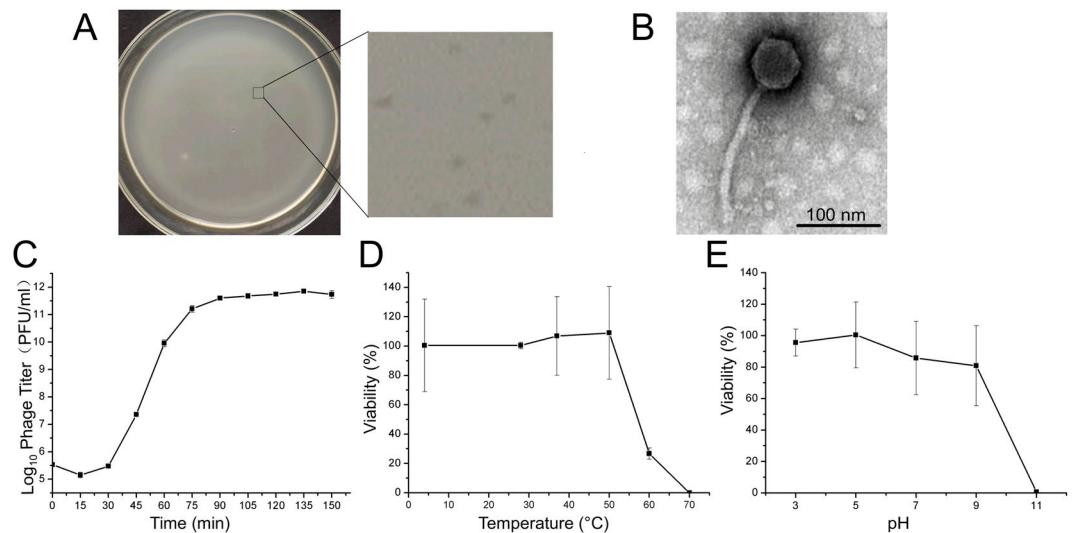 A
B
100 nm
C
Log10 Phage Titer (PFU/ml)
12
11
10
9
8
7
6
5
0 15 30 45 60 75 90 105 120 135 150
Time (min)
D
Viability (%)
140
120
100
80
60
40
20
0
0 10 20 30 40 50 60 70
Temperature (°C)
E
Viability (%)
140
120
100
80
60
40
20
0
3 5 7 9 11
pH